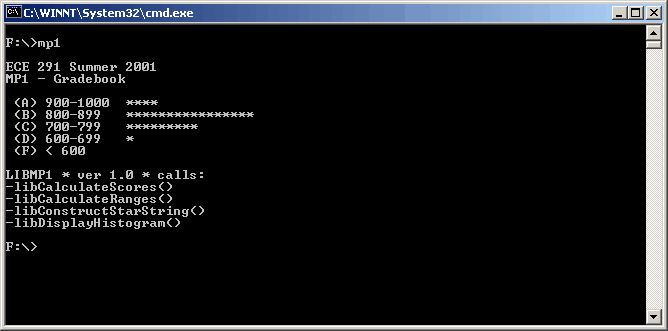 C:\WINNT\System32\cmd.exe
F:\>mp1
ECE 291 Summer 2001
MP1 - Gradebook
(A) 900-1000  ****
(B) 800-899   ****************
(C) 700-799   *********
(D) 600-699   *
(F) < 600
LIBMP1 * ver 1.0 * calls:
-libCalculateScores()
-libCalculateRanges()
-libConstructStarString()
-libDisplayHistogram()
F:\>